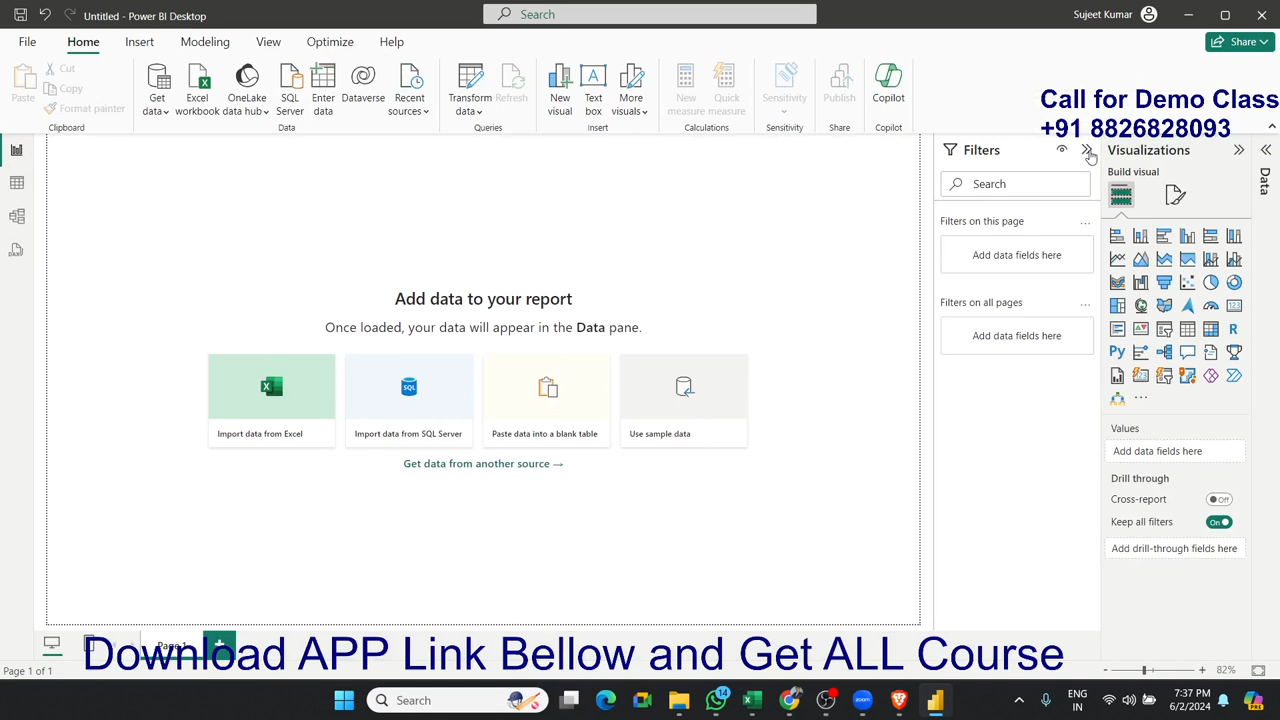 Untitled - Power BI Desktop
Search
Sujeet Kumar
File
Home
Insert
Modeling
View
Optimize
Help
Share
Paste
Cut
Copy
Format painter
Get data
Excel workbook
OneLake data hub
SQL Server
Enter data
Dataverse
Recent sources
Transform data
Refresh
New visual
Text box
More visuals
New measure
Quick measure
Sensitivity
Publish
Copilot
Clipboard
Data
Queries
Insert
Calculations
Sensitivity
Share
Copilot
Call for Demo Class
+91 8826828093
Filters
Search
Filters on this page
Add data fields here
Filters on all pages
Add data fields here
Visualizations
Build visual
Data
Values
Add data fields here
Drill through
Cross-report
Off
Keep all filters
On
Add drill-through fields here
Add data to your report
Once loaded, your data will appear in the Data pane.
SQL
Import data from Excel
Import data from SQL Server
Paste data into a blank table
Use sample data
Get data from another source →
Page 1
Download APP Link Bellow and Get ALL Course
Page 1 of 1
82%
Search
14
ENG
IN
7:37 PM
6/2/2024